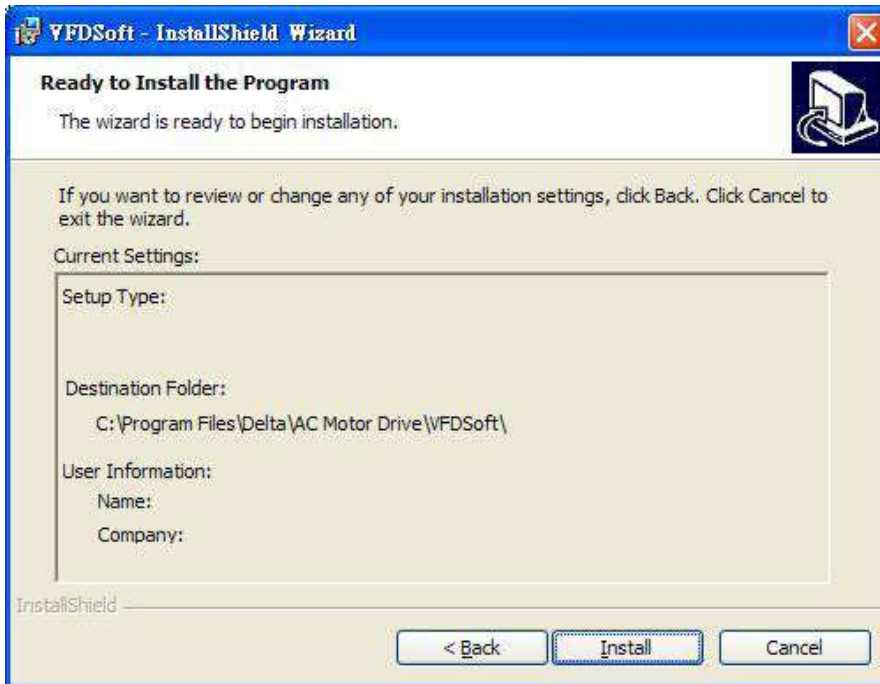 VFDSoft - InstallShield Wizard
Ready to Install the Program
The wizard is ready to begin installation.
If you want to review or change any of your installation settings, click Back. Click Cancel to
exit the wizard.
Current Settings:
Setup Type:
Destination Folder:
C:\Program Files\Delta\AC Motor Drive\VFDSoft\
User Information:
Name:
Company:
InstallShield
< Back
Install
Cancel